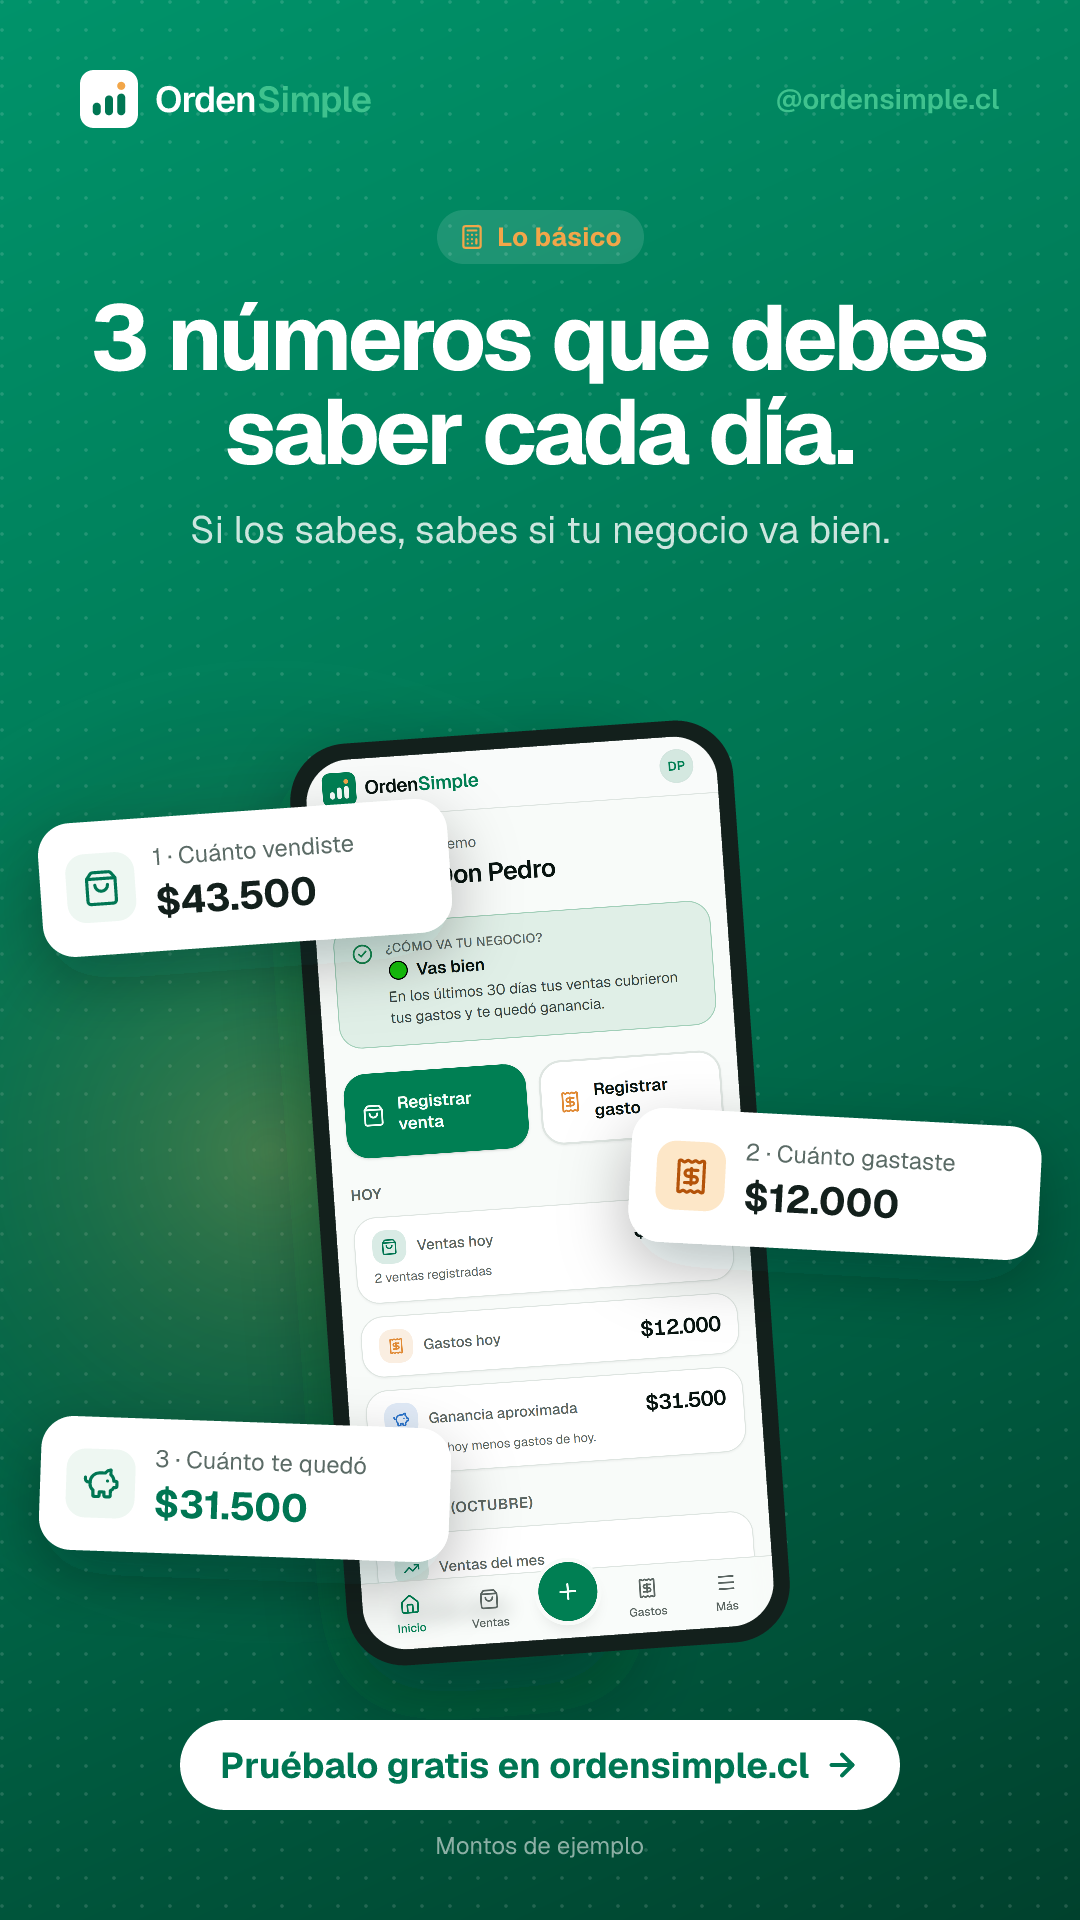 OrdenSimple
@ordensimple.cl
Lo básico
3 números que debes
saber cada día.
Si los sabes, sabes si tu negocio va bien.
OrdenSimple
DP
1 · Cuánto vendiste
$43.500
Pedro
¿CÓMO VA TU NEGOCIO?
Vas bien
En los últimos 30 días tus ventas cubrieron
tus gastos y te quedó ganancia.
Registrar
venta
Registrar
gasto
2 · Cuánto gastaste
$12.000
HOY
Ventas hoy
2 ventas registradas
Gastos hoy
$12.000
Ganancia aproximada
$31.500
hoy menos gastos de hoy.
3 · Cuánto te quedó
$31.500
(OCTUBRE)
Ventas del mes
Inicio
Ventas
+
Gastos
Más
Pruébalo gratis en ordensimple.cl →
Montos de ejemplo